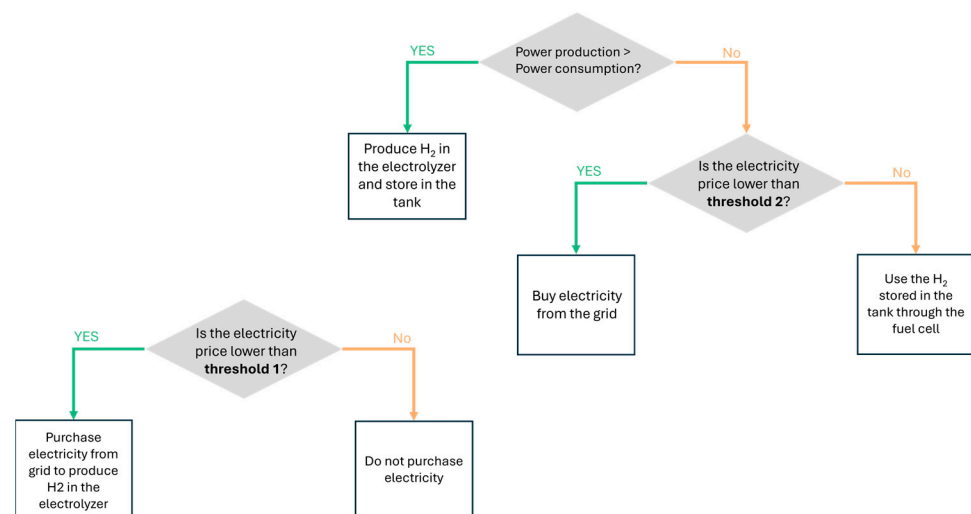 YES
Power production >
Power consumption?
No
Produce H₂ in
the electrolyzer
and store in the
tank
YES
Is the electricity
price lower than
threshold 2?
No
Buy electricity
from the grid
Use the H₂
stored in the
tank through the
fuel cell
YES
Is the electricity
price lower than
threshold 1?
No
Purchase
electricity from
grid to produce
H2 in the
electrolyzer
Do not purchase
electricity